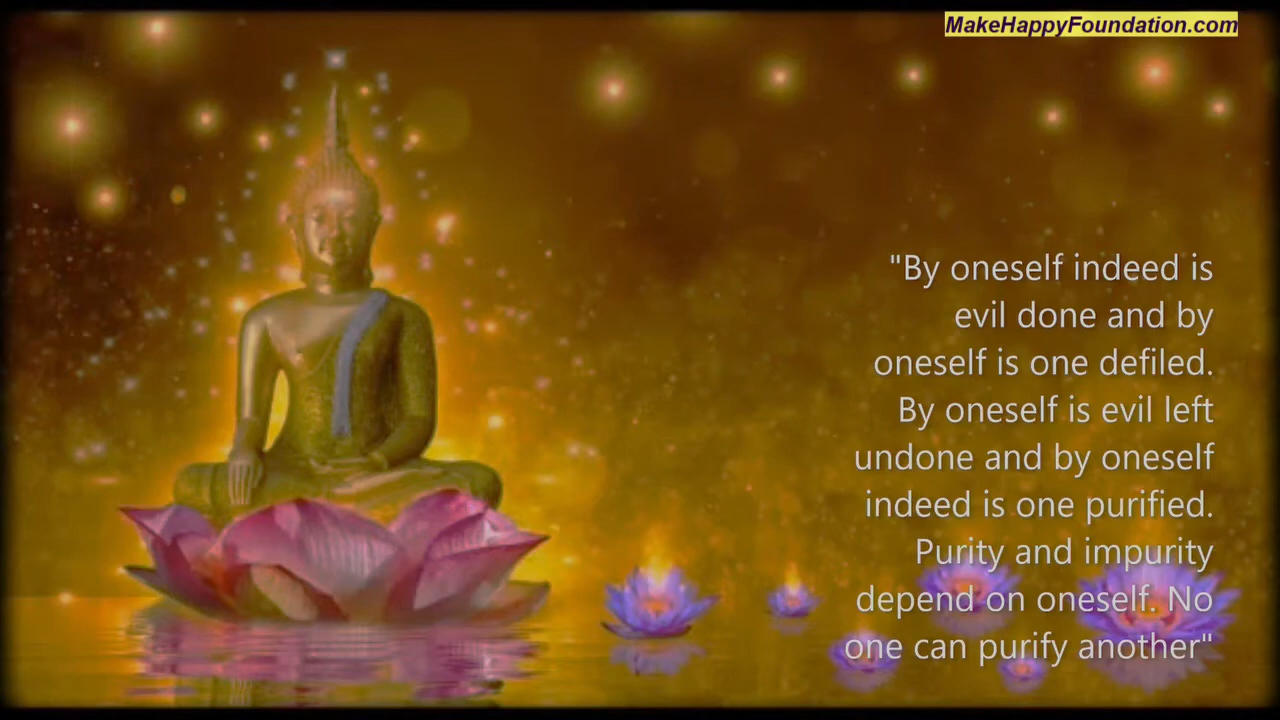 MakeHappyFoundation.com
"By oneself indeed is
evil done and by
oneself is one defiled.
By oneself is evil left
undone and by oneself
indeed is one purified.
Purity and impurity
depend on oneself. No
one can purify another"